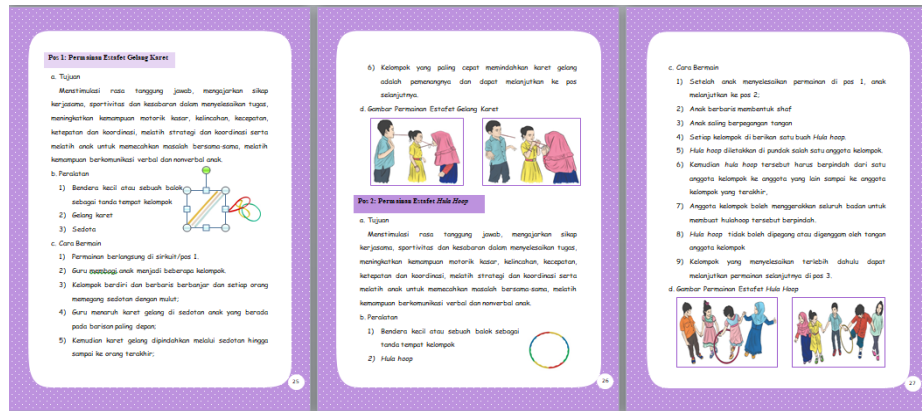 Pos 1: Permainan Estafet Gelang Karet
a. Tujuan
Menstimulasi rasa tanggung jawab, mengajarkan sikap
kerjasama, sportivitas dan kesabaran dalam menyelesaikan tugas,
meningkatkan kemampuan motorik kasar, kelincahan, kecepatan,
ketepatan dan koordinasi, melatih strategi dan koordinasi serta
melatih anak untuk memecahkan masalah bersama-sama, melatih
kemampuan berkomunikasi verbal dan nonverbal anak.
b. Peralatan
1) Bendera kecil atau sebuah balok
sebagai tanda tempat kelompok
2) Gelang karet
3) Sedota
c. Cara Bermain
1) Permainan berlangsung di sirkuit/pos 1.
2) Guru membagi anak menjadi beberapa kelompok.
3) Kelompok berdiri dan berbaris berbanjar dan setiap orang
memegang sedotan dengan mulut;
4) Guru menaruh karet gelang di sedotan anak yang berada
pada barisan paling depan;
5) Kemudian karet gelang dipindahkan melalui sedotan hingga
sampai ke orang terakhir;
25
6) Kelompok yang paling cepat memindahkan karet gelang
adalah pemenangnya dan dapat melanjutkan ke pos
selanjutnya.
d. Gambar Permainan Estafet Gelang Karet
Pos 2: Permainan Estafet Hula Hoop
a. Tujuan
Menstimulasi rasa tanggung jawab, mengajarkan sikap
kerjasama, sportivitas dan kesabaran dalam menyelesaikan tugas,
meningkatkan kemampuan motorik kasar, kelincahan, kecepatan,
ketepatan dan koordinasi, melatih strategi dan koordinasi serta
melatih anak untuk memecahkan masalah bersama-sama, melatih
kemampuan berkomunikasi verbal dan nonverbal anak.
b. Peralatan
1) Bendera kecil atau sebuah balok sebagai
tanda tempat kelompok
2) Hula hoop
26
c. Cara Bermain
1) Setelah anak menyelesaikan permainan di pos 1, anak
melanjutkan ke pos 2;
2) Anak berbaris membentuk shaf
3) Anak saling berpegangan tangan
4) Setiap kelompok di berikan satu buah Hula hoop.
5) Hula hoop diletakkan di pundak salah satu anggota kelompok.
6) Kemudian hula hoop tersebut harus berpindah dari satu
anggota kelompok ke anggota yang lain sampai ke anggota
kelompok yang terakhir,
7) Anggota kelompok boleh menggerakkan seluruh badan untuk
membuat hulahoop tersebut berpindah.
8) Hula hoop tidak boleh dipegang atau digenggam oleh tangan
anggota kelompok
9) Kelompok yang menyelesaikan terlebih dahulu dapat
melanjutkan permainan selanjutnya di pos 3.
d. Gambar Permainan Estafet Hula Hoop
27